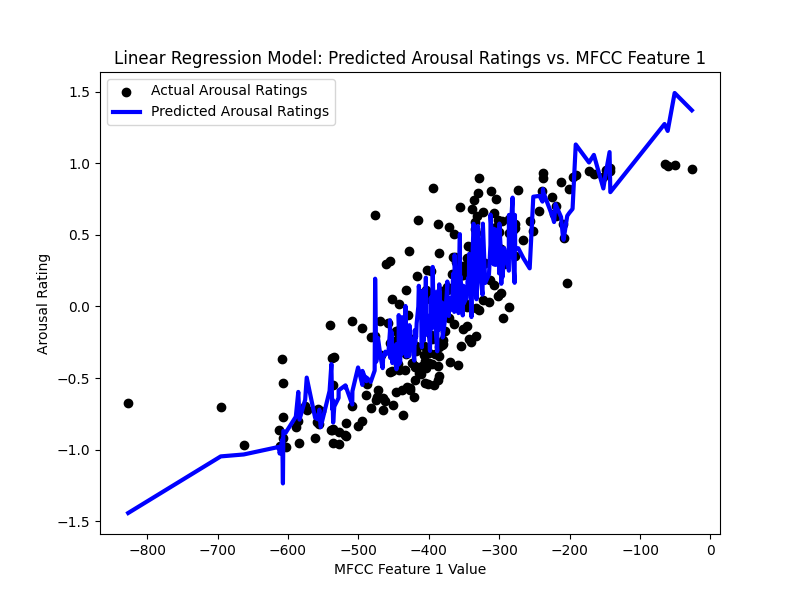 Linear Regression Model: Predicted Arousal Ratings vs. MFCC Feature 1
Actual Arousal Ratings
Predicted Arousal Ratings
1.5
1.0
0.5
0.0
−0.5
−1.0
−1.5
Arousal Rating
−800 −700 −600 −500 −400 −300 −200 −100 0
MFCC Feature 1 Value